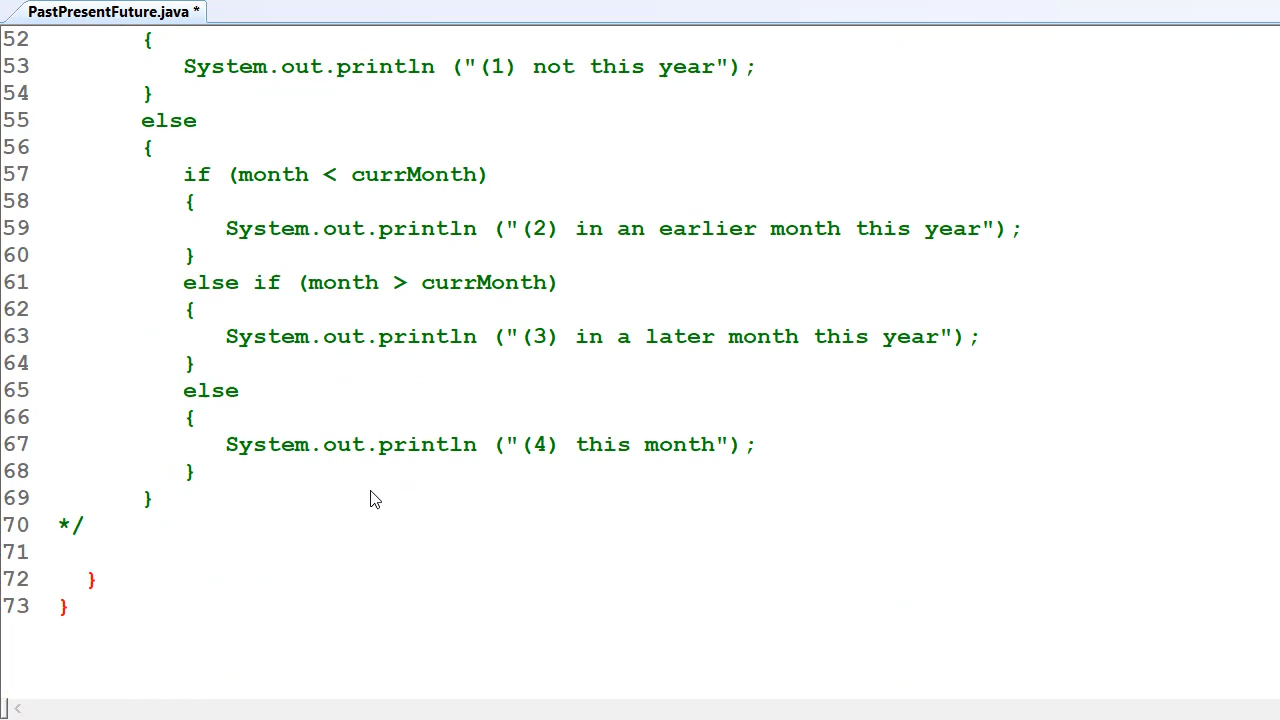 PastPresentFuture.java *
52 {
53 System.out.println ("(1) not this year");
54 }
55 else
56 {
57 if (month < currMonth)
58 {
59 System.out.println ("(2) in an earlier month this year");
60 }
61 else if (month > currMonth)
62 {
63 System.out.println ("(3) in a later month this year");
64 }
65 else
66 {
67 System.out.println ("(4) this month");
68 }
69 }
70 */
71
72 }
73 }